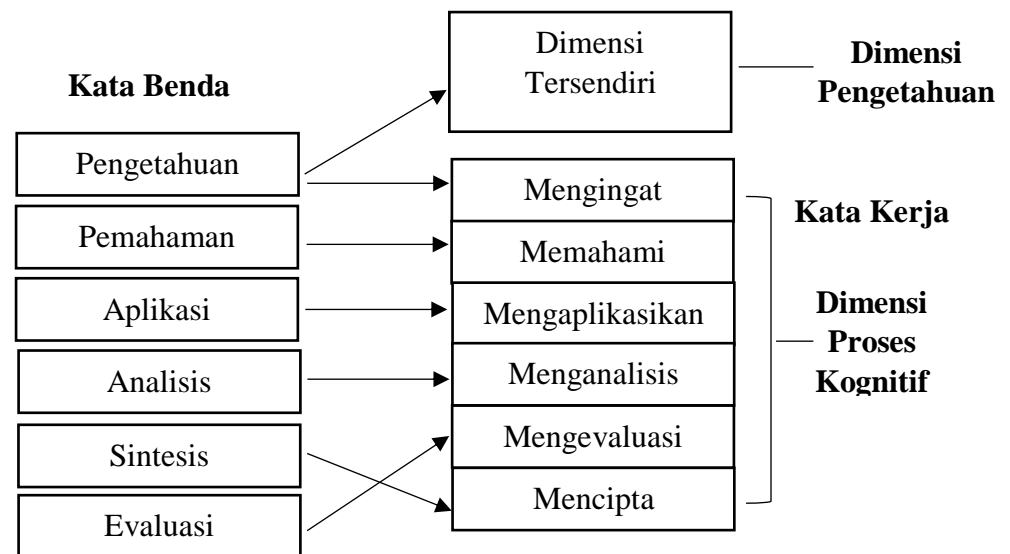 Kata Benda
Pengetahuan
Pemahaman
Aplikasi
Analisis
Sintesis
Evaluasi
Dimensi
Tersendiri
Mengingat
Memahami
Mengaplikasikan
Menganalisis
Mengevaluasi
Mencipta
Dimensi
Pengetahuan
Kata Kerja
Dimensi
Proses
Kognitif